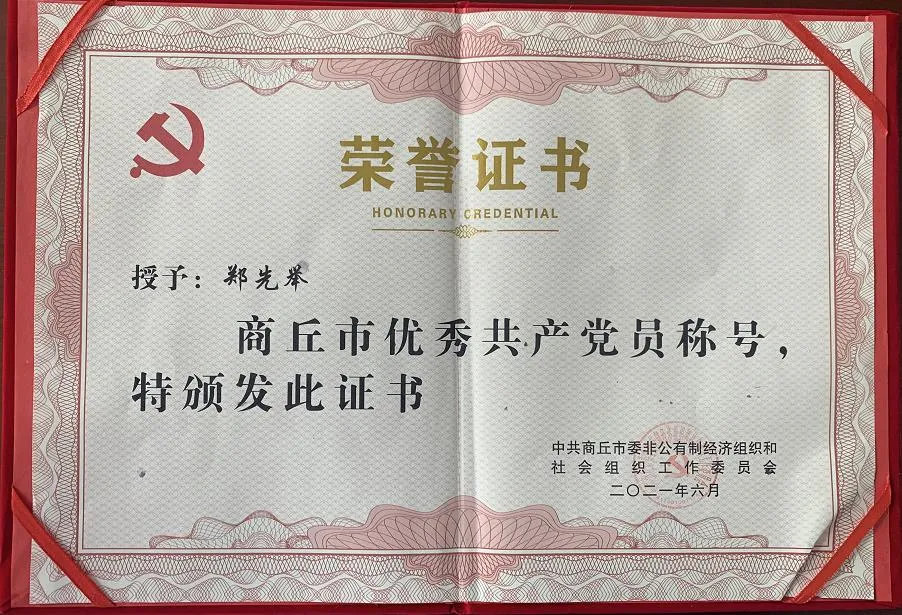 荣誉证书
HONORARY CREDENTIAL
授予：郑先举
商丘市优秀共产党员称号，
特颁发此证书
中共商丘市委非公有制经济组织和
社会组织工作委员会
二〇二一年六月